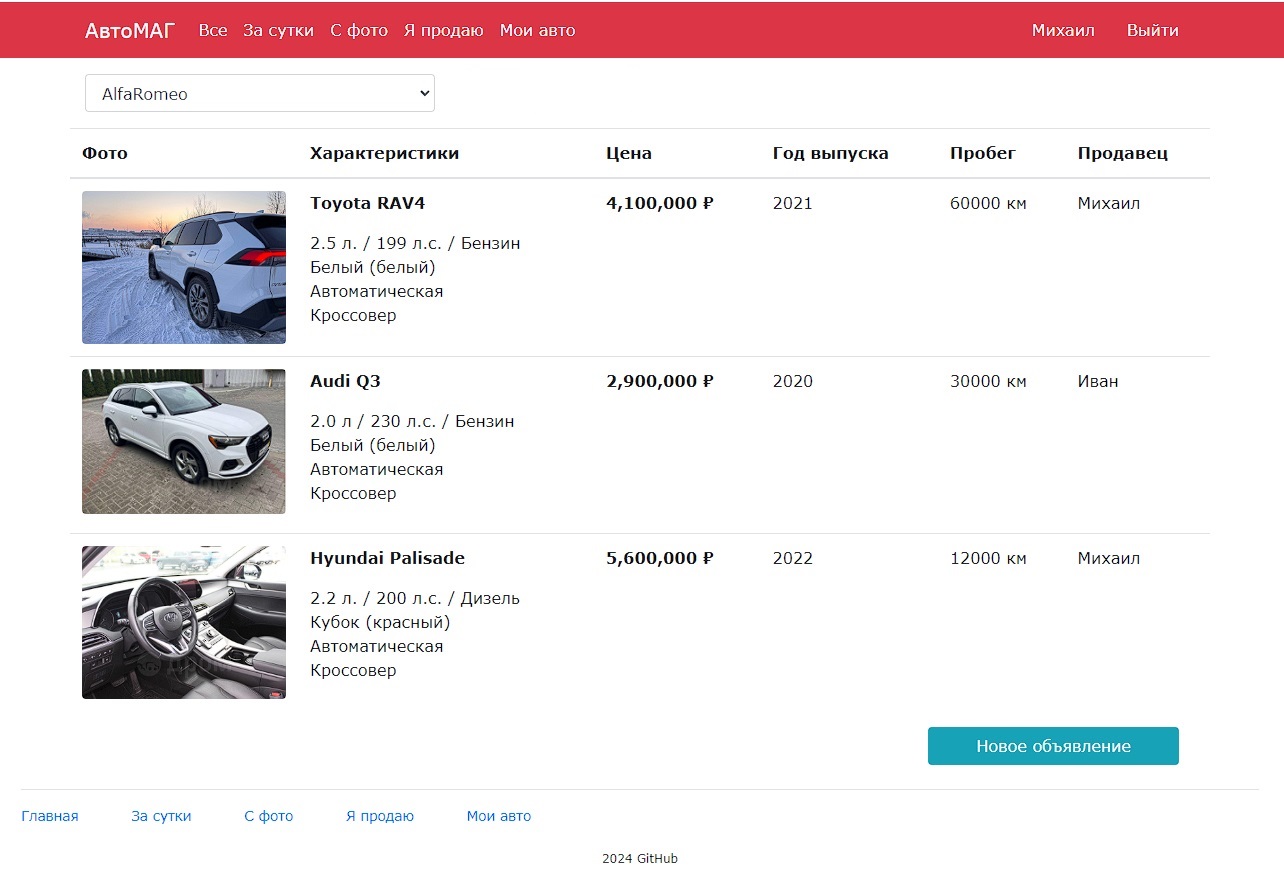 АвтоМАГ Все За сутки С фото Я продаю Мои авто Михаил Выйти
AlfaRomeo
Фото Характеристики Цена Год выпуска Пробег Продавец
Toyota RAV4 4,100,000 ₽ 2021 60000 км Михаил
2.5 л. / 199 л.с. / Бензин
Белый (белый)
Автоматическая
Кроссовер
Audi Q3 2,900,000 ₽ 2020 30000 км Иван
2.0 л / 230 л.с. / Бензин
Белый (белый)
Автоматическая
Кроссовер
Hyundai Palisade 5,600,000 ₽ 2022 12000 км Михаил
2.2 л. / 200 л.с. / Дизель
Кубок (красный)
Автоматическая
Кроссовер
Новое объявление
Главная За сутки С фото Я продаю Мои авто
2024 GitHub